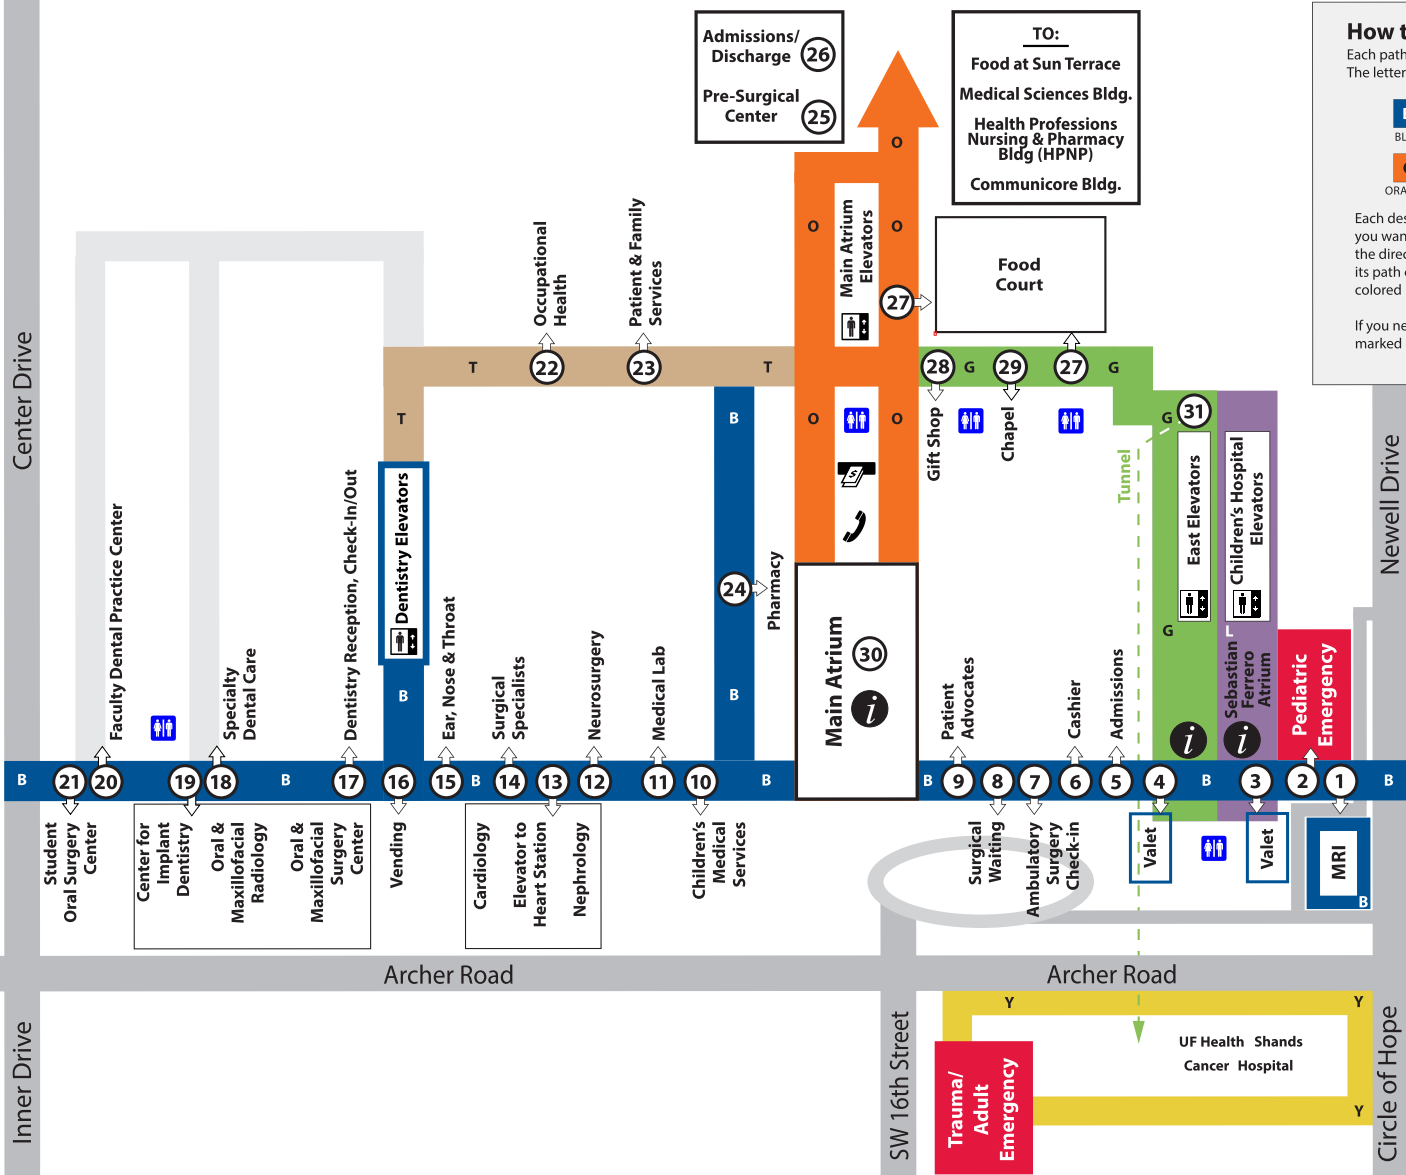 Admissions/
Discharge 26
Pre-Surgical
Center 25
TO:
Food at Sun Terrace
Medical Sciences Bldg.
Health Professions
Nursing & Pharmacy
Bldg (HPNP)
Communicore Bldg.
How t
Each path
The letter
BL
ORA
Each des
you wan
the direc
its path
colored
If you ne
marked
Center Drive
Occupational
Health
Patient & Family
Services
O
O
O
Main Atrium
Elevators
27
Food
Court
T
22
23
T
28
G
29
27
G
T
B
O
O
Gift Shop
Chapel
G
31
Tunnel
East Elevators
Children's Hospital
Elevators
Newell Drive
Faculty Dental Practice Center
Specialty
Dental Care
Dentistry Reception, Check-In/Out
Dentistry Elevators
B
Ear, Nose & Throat
Surgical
Specialists
Neurosurgery
Medical Lab
24
Pharmacy
B
Main Atrium
30
i
Patient
Advocates
Cashier
Admissions
G
i
L
Sebastian
Ferrero
Atrium
i
Pediatric
Emergency
B
21
20
19
18
B
17
16
15
B
14
13
12
11
10
B
B
9
8
7
6
5
4
B
3
2
1
B
Student
Oral Surgery
Center
Center for
Implant
Dentistry
Oral &
Maxillofacial
Radiology
Oral &
Maxillofacial
Surgery
Center
Vending
Cardiology
Elevator to
Heart Station
Nephrology
Children's
Medical
Services
Surgical
Waiting
Ambulatory
Surgery
Check-in
Valet
Valet
MRI
B
Archer Road
Archer Road
Inner Drive
SW 16th Street
Y
Y
UF Health Shands
Cancer Hospital
Y
Trauma/
Adult
Emergency
Circle of Hope